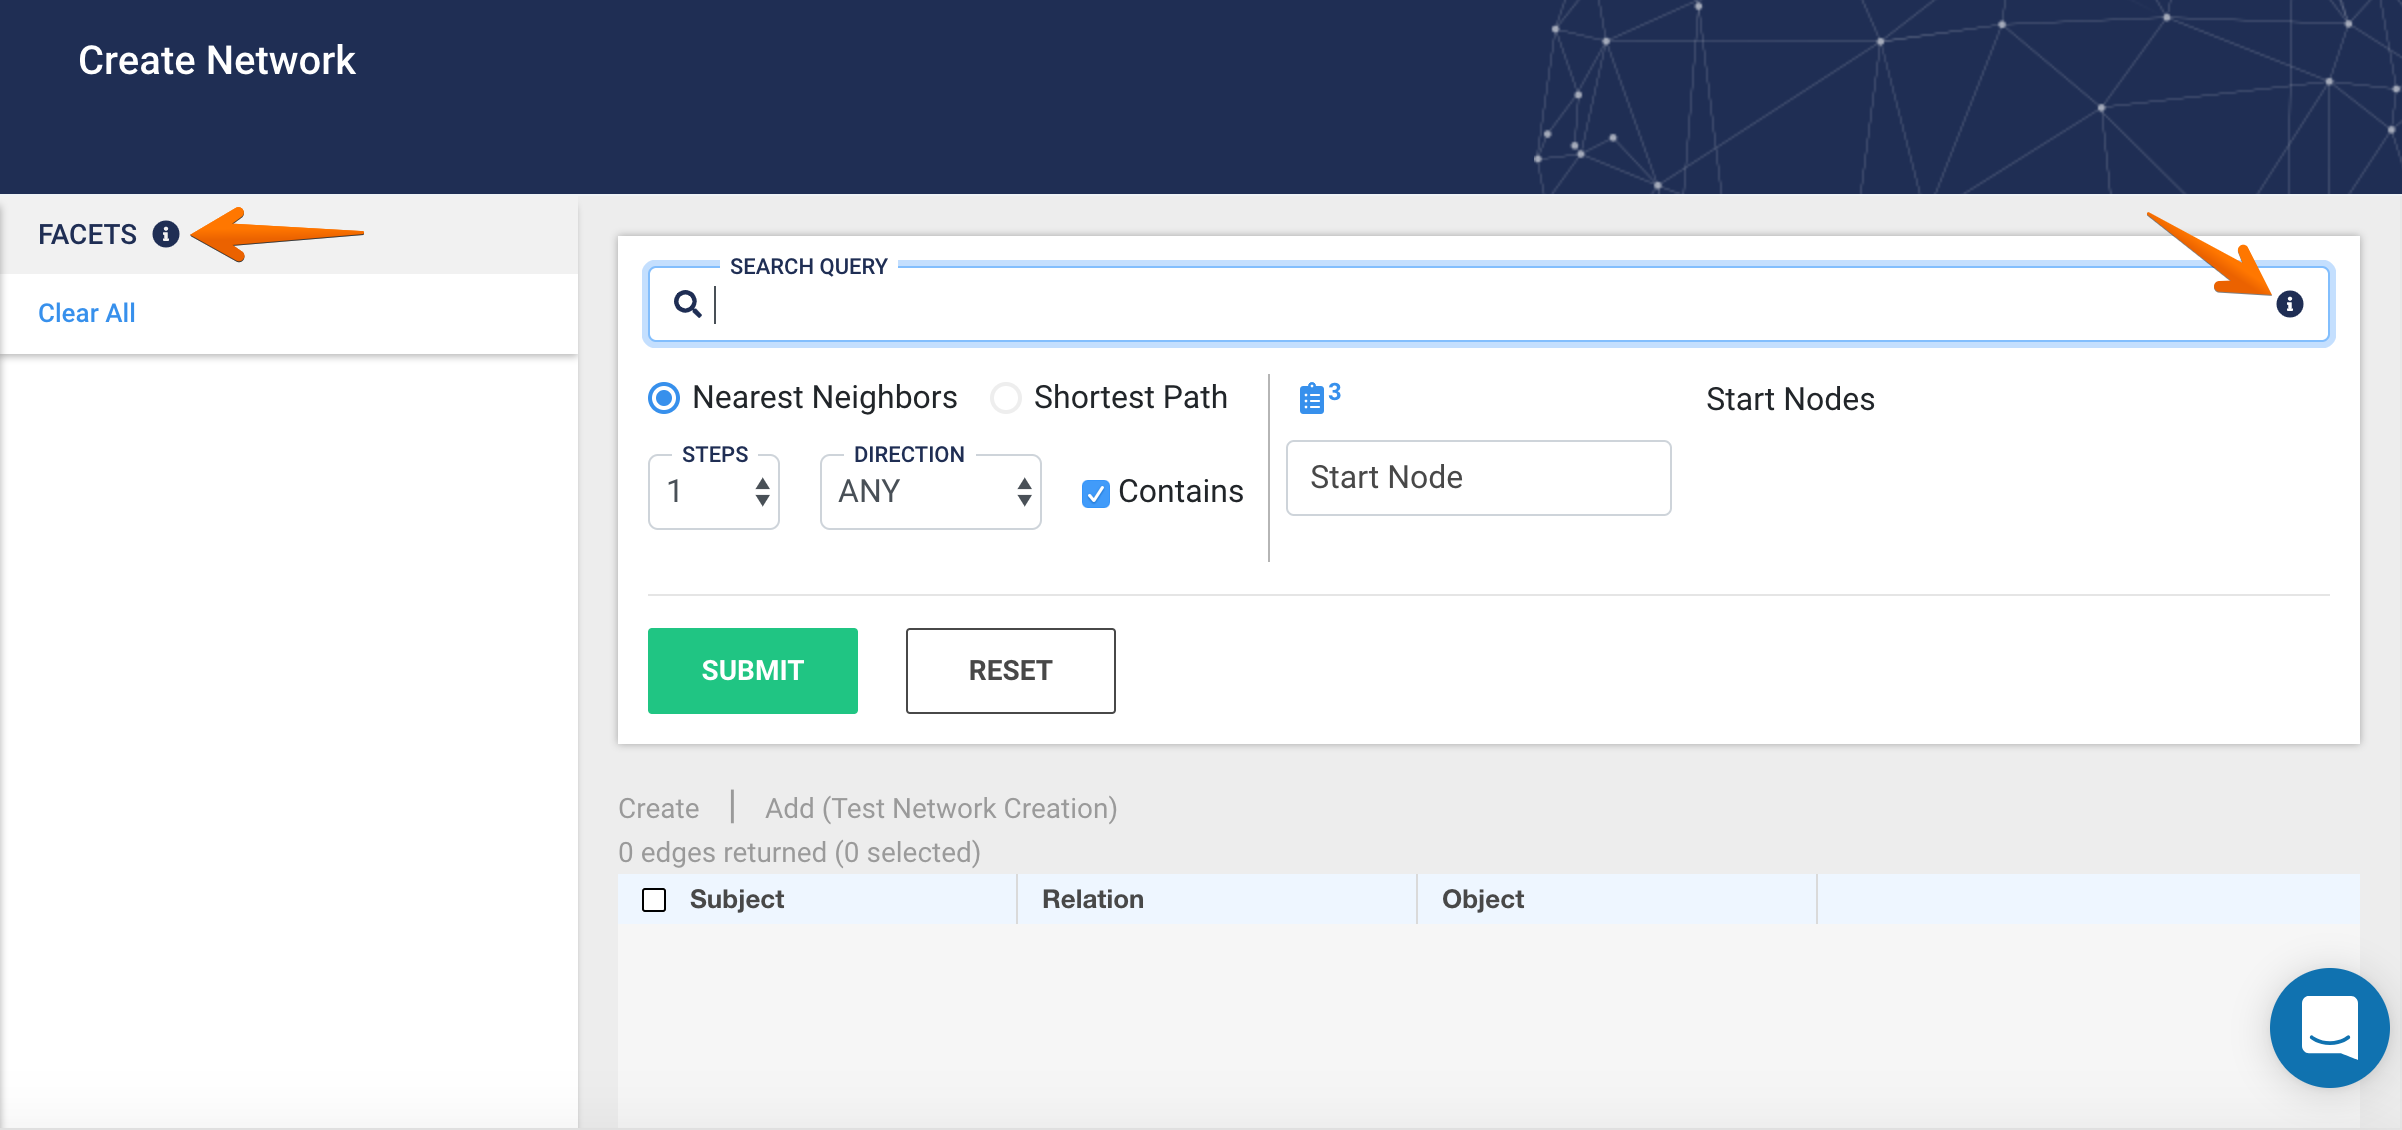 Create Network
FACETS
Clear All
SEARCH QUERY
Nearest Neighbors
Shortest Path
3
Start Nodes
STEPS
1
DIRECTION
ANY
Contains
Start Node
SUBMIT
RESET
Create | Add (Test Network Creation)
0 edges returned (0 selected)
Subject
Relation
Object